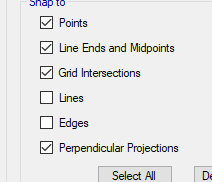 Snap to
Points
Line Ends and Midpoints
Grid Intersections
Lines
Edges
Perpendicular Projections
Select All